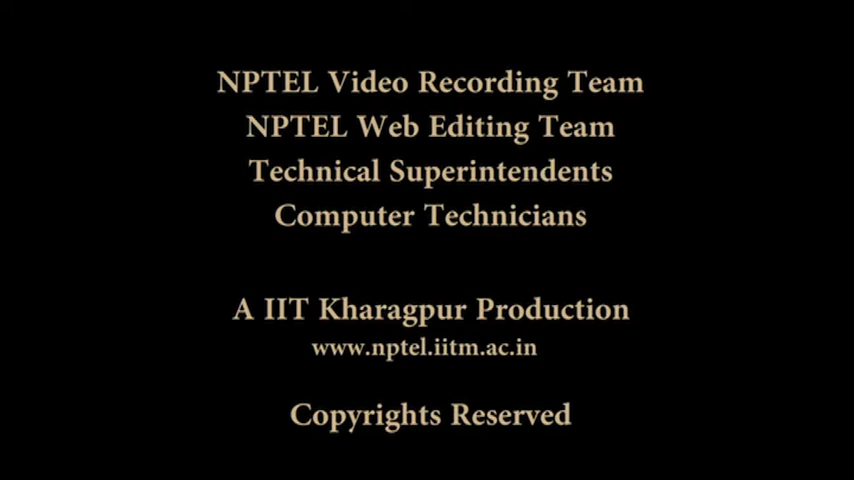 NPTEL Video Recording Team
NPTEL Web Editing Team
Technical Superintendents
Computer Technicians
A IIT Kharagpur Production
www.nptel.iitm.ac.in
Copyrights Reserved